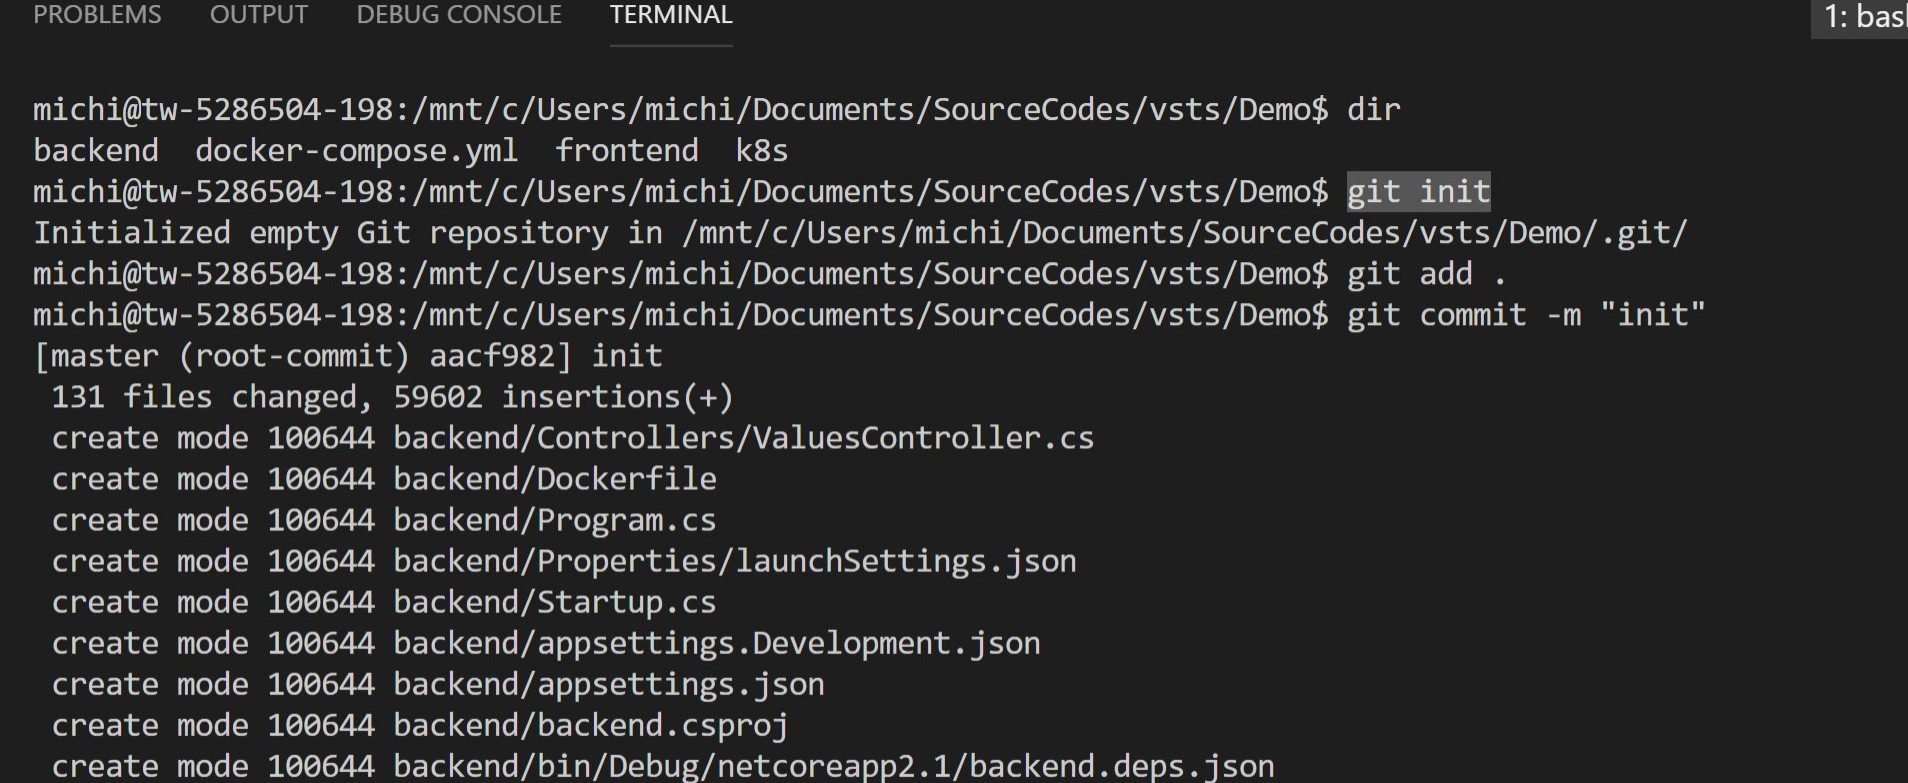 PROBLEMS OUTPUT DEBUG CONSOLE TERMINAL 1:
michi@tw-5286504-198:/mnt/c/Users/michi/Documents/SourceCodes/vsts/Demo$ dir
backend  docker-compose.yml  frontend  k8s
michi@tw-5286504-198:/mnt/c/Users/michi/Documents/SourceCodes/vsts/Demo$ git init
Initialized empty Git repository in /mnt/c/Users/michi/Documents/SourceCodes/vsts/Demo/.git/
michi@tw-5286504-198:/mnt/c/Users/michi/Documents/SourceCodes/vsts/Demo$ git add .
michi@tw-5286504-198:/mnt/c/Users/michi/Documents/SourceCodes/vsts/Demo$ git commit -m "init"
[master (root-commit) aacf982] init
 131 files changed, 59602 insertions(+)
 create mode 100644 backend/Controllers/ValuesController.cs
 create mode 100644 backend/Dockerfile
 create mode 100644 backend/Program.cs
 create mode 100644 backend/Properties/launchSettings.json
 create mode 100644 backend/Startup.cs
 create mode 100644 backend/appsettings.Development.json
 create mode 100644 backend/appsettings.json
 create mode 100644 backend/backend.csproj
 create mode 100644 backend/bin/Debug/netcoreapp2.1/backend.deps.json